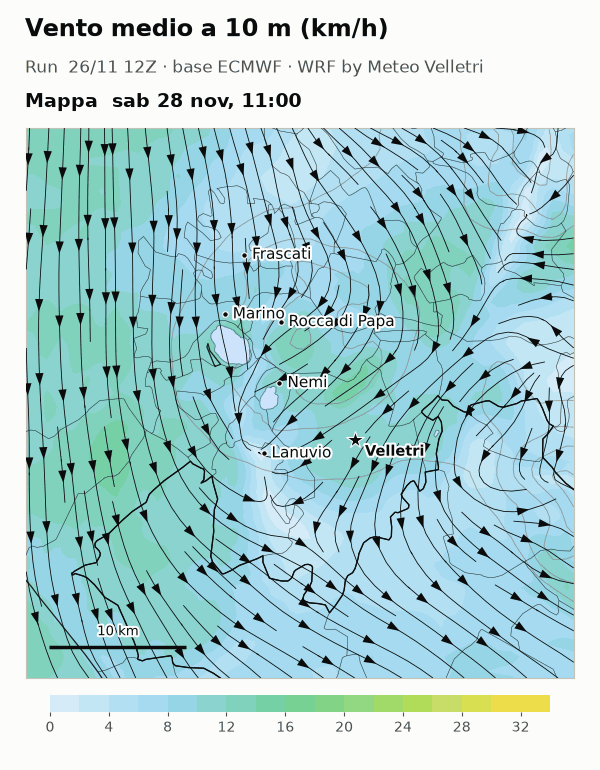 Vento medio a 10 m (km/h)
Run  26/11 12Z · base ECMWF · WRF by Meteo Velletri
Mappa  sab 28 nov, 11:00
Frascati
Marino
Rocca di Papa
Nemi
Velletri
Lanuvio
10 km
0 4 8 12 16 20 24 28 32